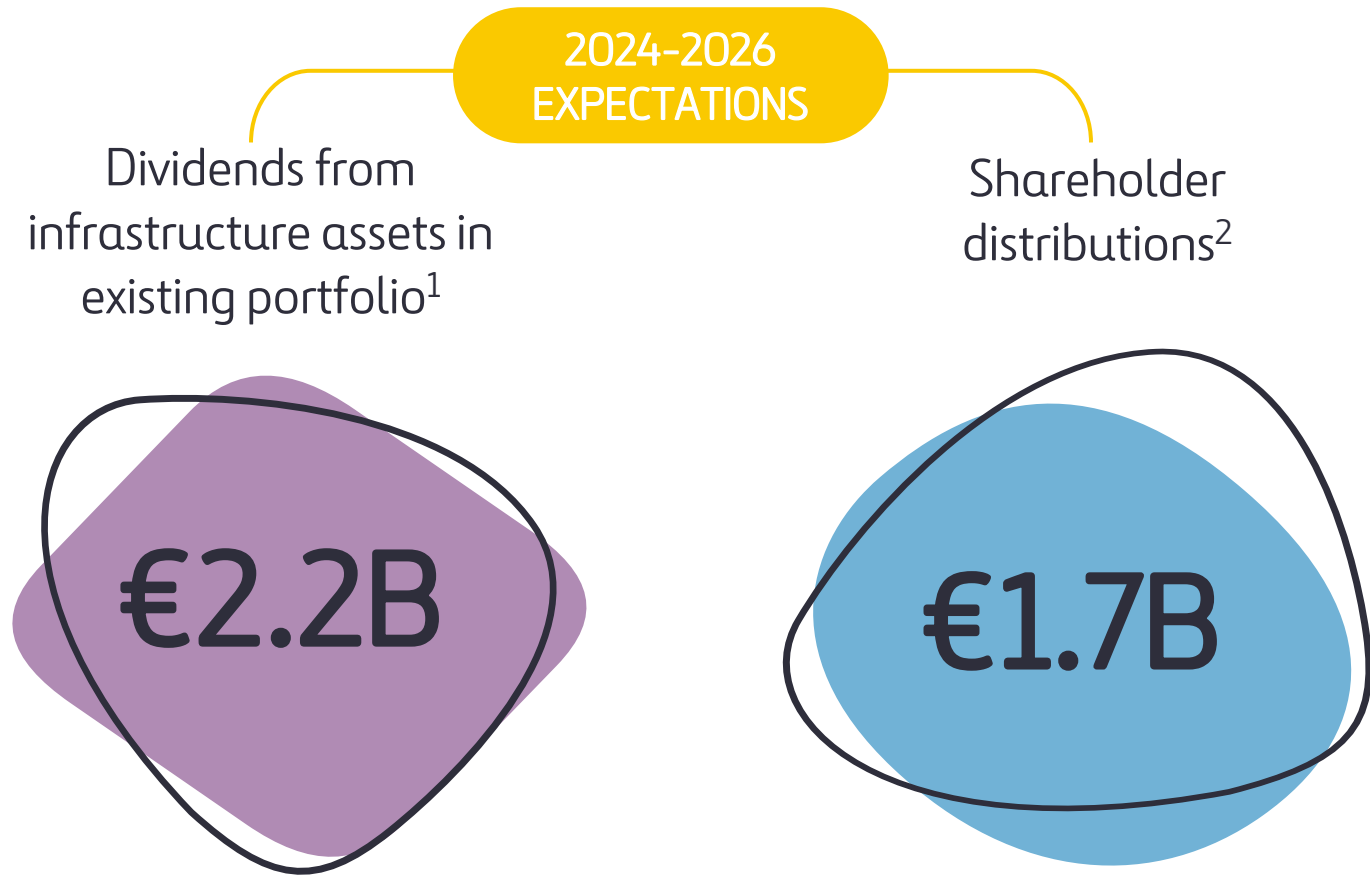 2024-2026
EXPECTATIONS
Dividends from
infrastructure assets in
existing portfolio¹
Shareholder
distributions²
€2.2B
€1.7B